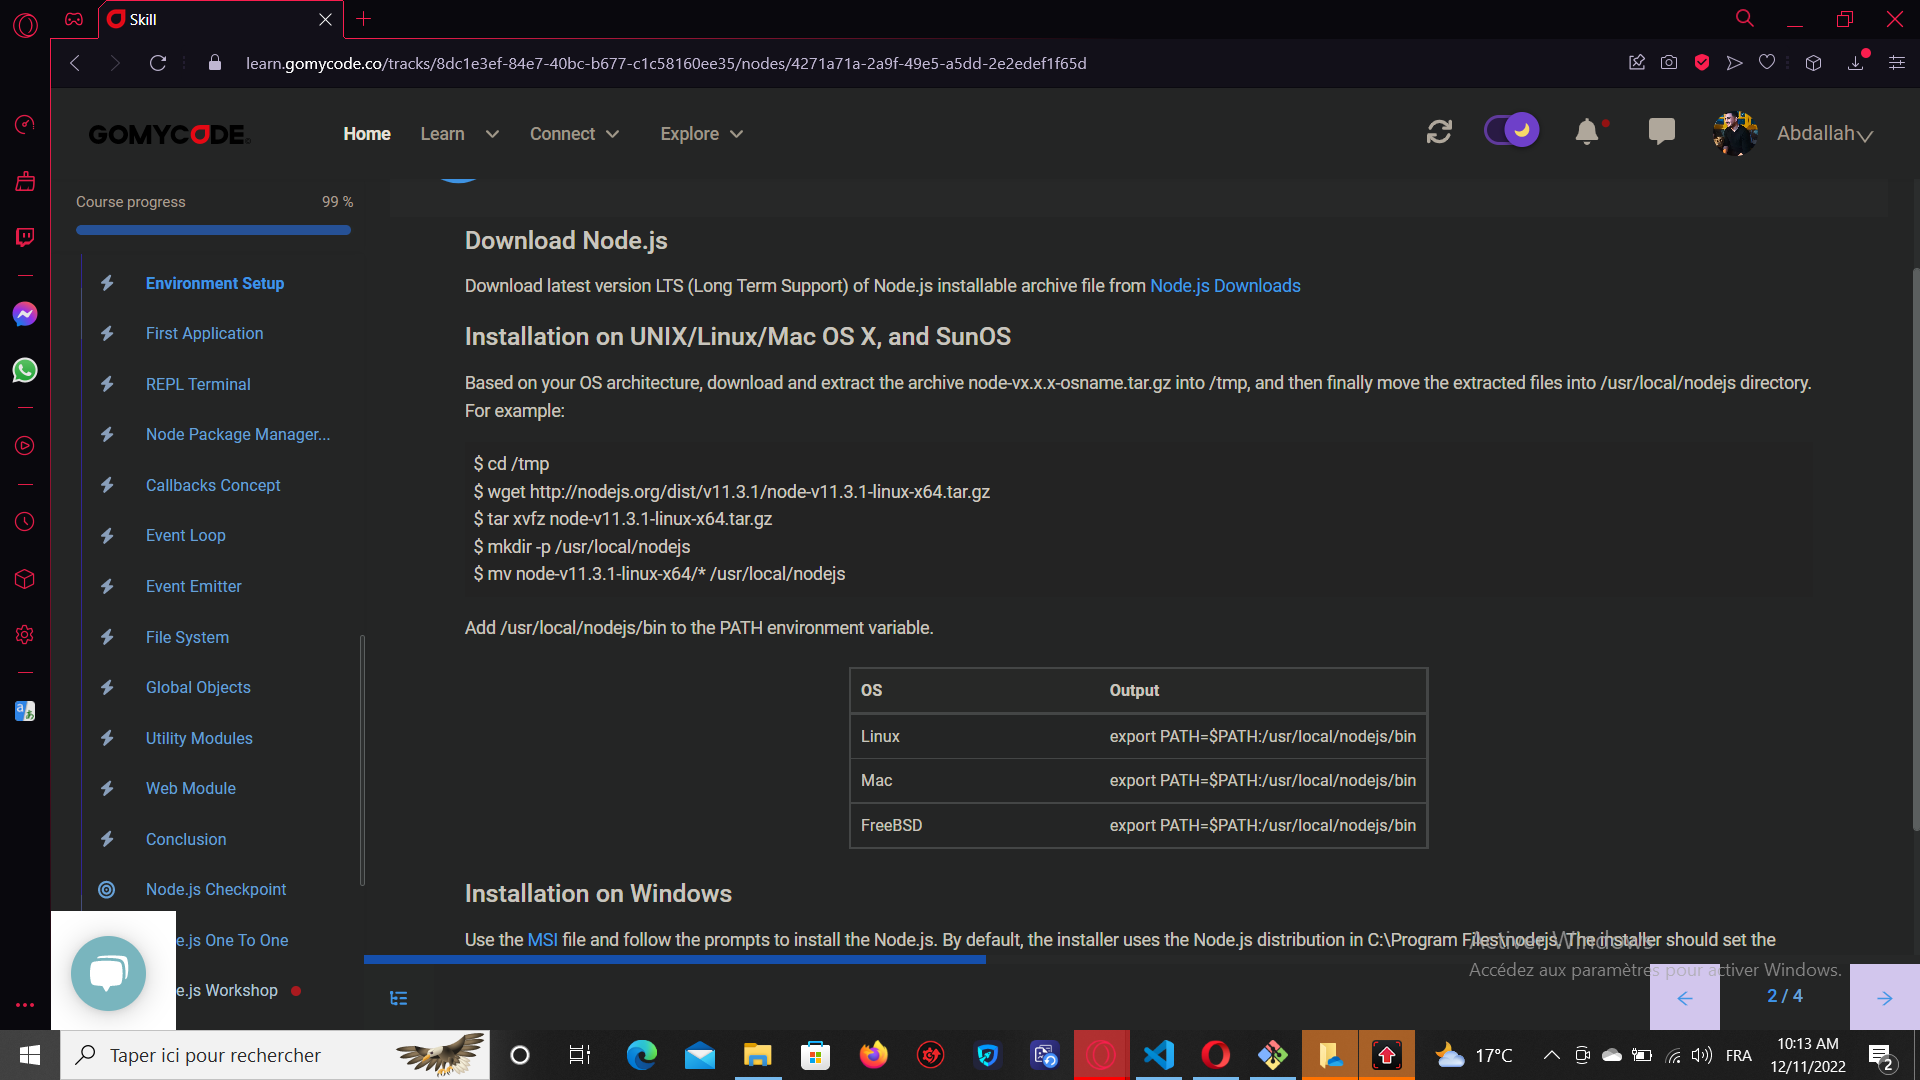 Skill
learn.gomycode.co/tracks/8dc1e3ef-84e7-40bc-b677-c1c58160ee35/nodes/4271a71a-2a9f-49e5-a5dd-2e2edef1f65d
GOMYCODE
Home
Learn
Connect
Explore
Abdallah
Course progress
99 %
Environment Setup
First Application
REPL Terminal
Node Package Manager...
Callbacks Concept
Event Loop
Event Emitter
File System
Global Objects
Utility Modules
Web Module
Conclusion
Node.js Checkpoint
e.js One To One
e.js Workshop
Download Node.js
Download latest version LTS (Long Term Support) of Node.js installable archive file from Node.js Downloads
Installation on UNIX/Linux/Mac OS X, and SunOS
Based on your OS architecture, download and extract the archive node-vx.x.x-osname.tar.gz into /tmp, and then finally move the extracted files into /usr/local/nodejs directory.
For example:
$ cd /tmp
$ wget http://nodejs.org/dist/v11.3.1/node-v11.3.1-linux-x64.tar.gz
$ tar xvfz node-v11.3.1-linux-x64.tar.gz
$ mkdir -p /usr/local/nodejs
$ mv node-v11.3.1-linux-x64/* /usr/local/nodejs
Add /usr/local/nodejs/bin to the PATH environment variable.
OS Output
Linux export PATH=$PATH:/usr/local/nodejs/bin
Mac export PATH=$PATH:/usr/local/nodejs/bin
FreeBSD export PATH=$PATH:/usr/local/nodejs/bin
Installation on Windows
Use the MSI file and follow the prompts to install the Node.js. By default, the installer uses the Node.js distribution in C:\Program Files\nodejs. The installer should set the
Activer Windows
Accédez aux paramètres pour activer Windows.
2 / 4
Taper ici pour rechercher
17°C
FRA
10:13 AM
12/11/2022
2